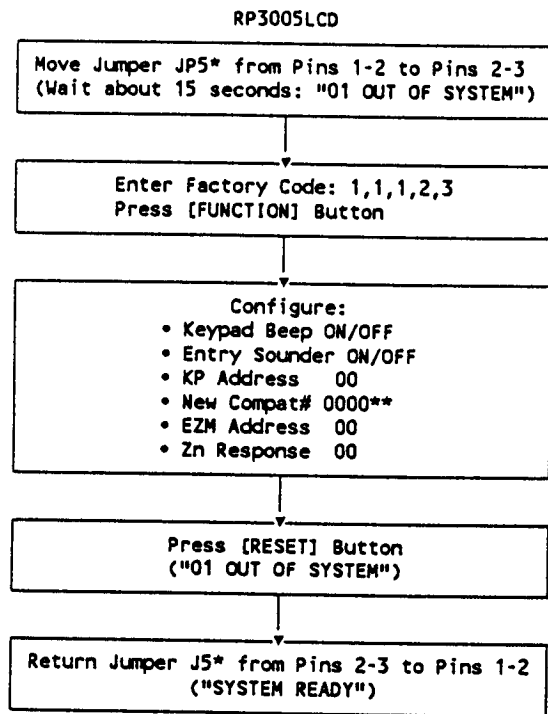 RP3005LCD
Move Jumper JP5* from Pins 1-2 to Pins 2-3
(Wait about 15 seconds: "01 OUT OF SYSTEM")
Enter Factory Code: 1,1,1,2,3
Press [FUNCTION] Button
Configure:
• Keypad Beep ON/OFF
• Entry Sounder ON/OFF
• KP Address 00
• New Compat# 0000**
• EZM Address 00
• Zn Response 00
Press [RESET] Button
("01 OUT OF SYSTEM")
Return Jumper J5* from Pins 2-3 to Pins 1-2
("SYSTEM READY")